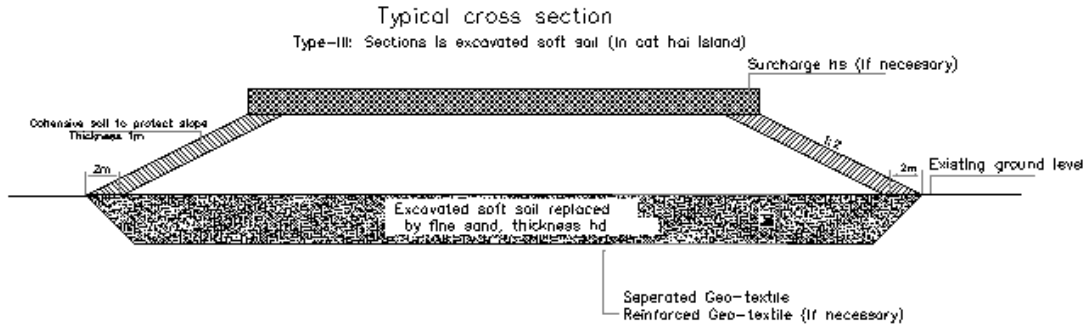 Typical cross section
Type-III: Sections is excavated soft soil (in cat hai island)
Surcharge hs (if necessary)
Cohensive soil to protect slope
Thickness 1m
1:2
2m
2m
Existing ground level
Excavated soft soil replaced
by fine sand, thickness hd
Seperated Geo-textile
Reinforced Geo-textile (if necessary)